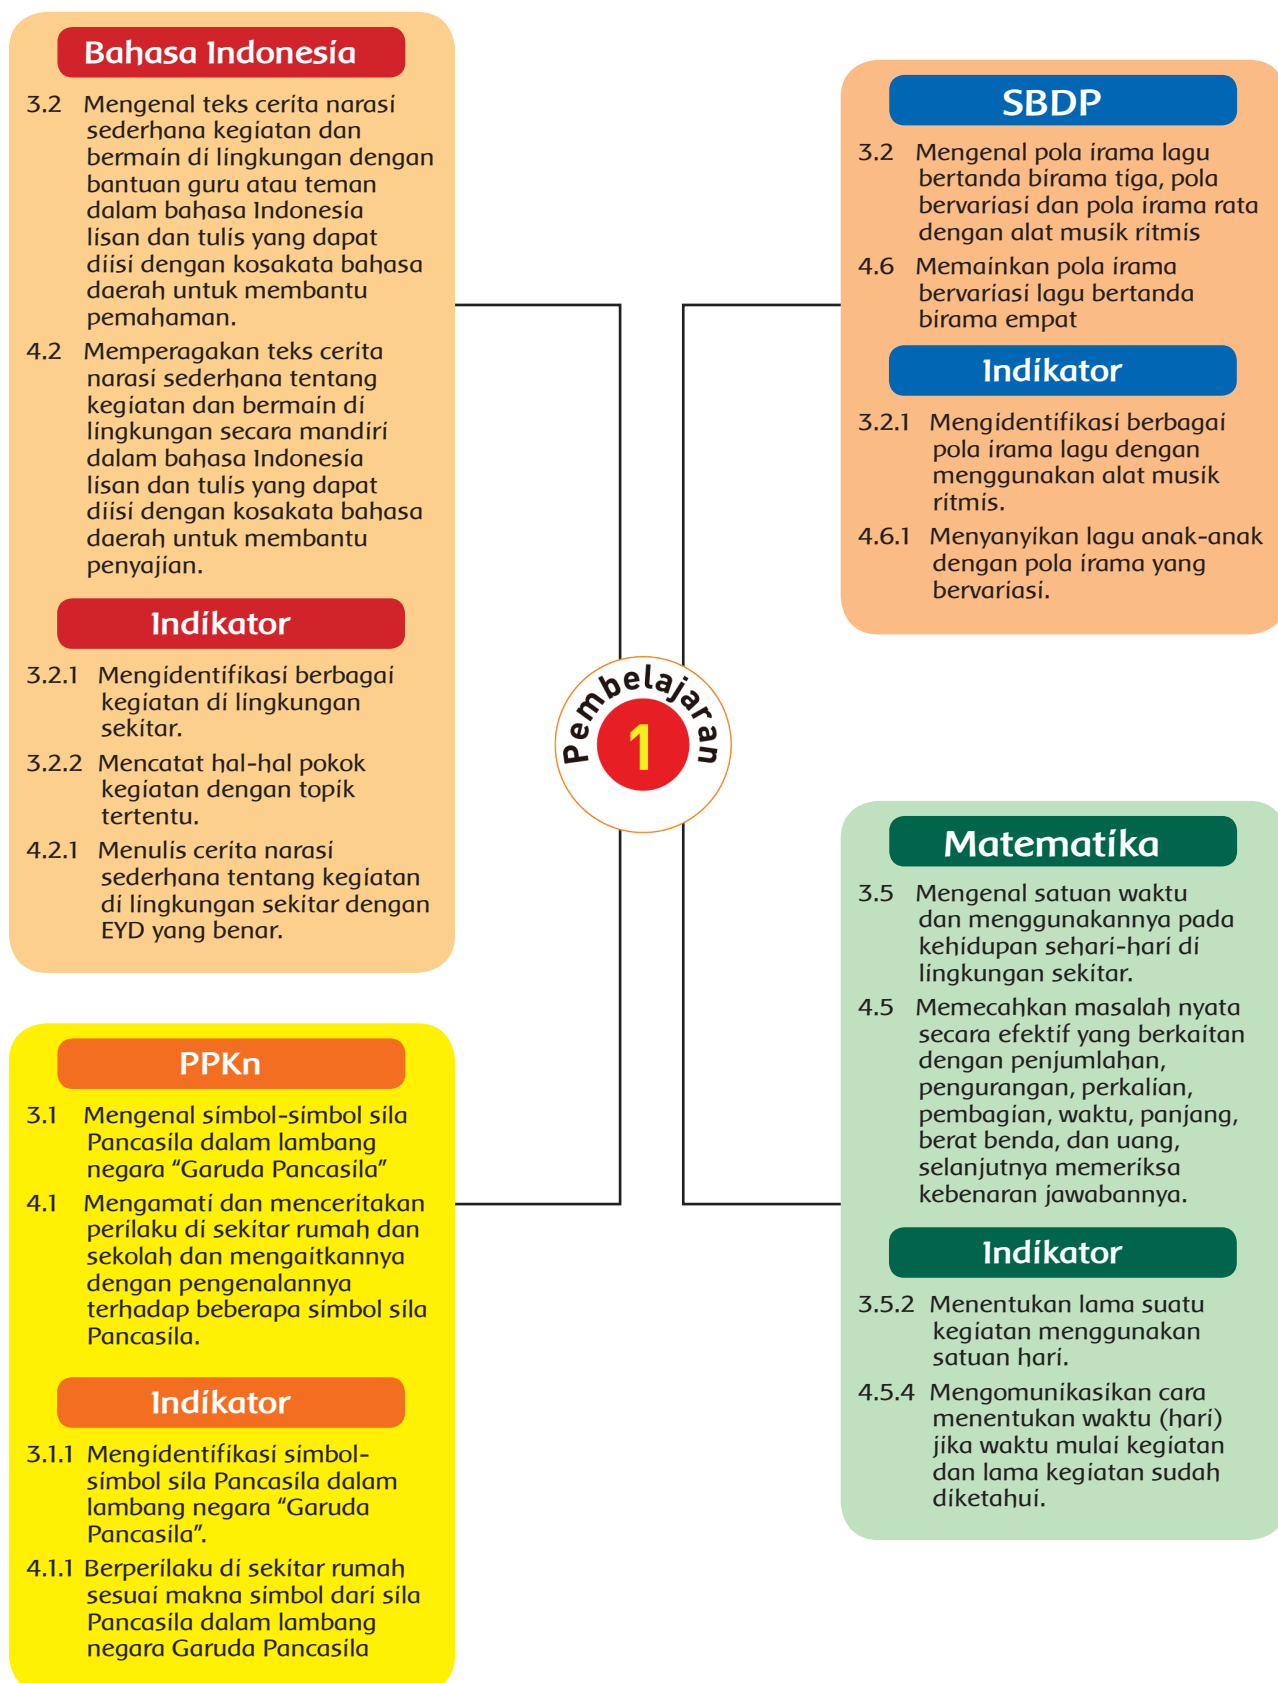 Bahasa Indonesia
3.2 Mengenal teks cerita narasi
sederhana kegiatan dan
bermain di lingkungan dengan
bantuan guru atau teman
dalam bahasa Indonesia
lisan dan tulis yang dapat
diisi dengan kosakata bahasa
daerah untuk membantu
pemahaman.
4.2 Memperagakan teks cerita
narasi sederhana tentang
kegiatan dan bermain di
lingkungan secara mandiri
dalam bahasa Indonesia
lisan dan tulis yang dapat
diisi dengan kosakata bahasa
daerah untuk membantu
penyajian.
Indikator
3.2.1 Mengidentifikasi berbagai
kegiatan di lingkungan
sekitar.
3.2.2 Mencatat hal-hal pokok
kegiatan dengan topik
tertentu.
4.2.1 Menulis cerita narasi
sederhana tentang kegiatan
di lingkungan sekitar dengan
EYD yang benar.
SBDP
3.2 Mengenal pola irama lagu
bertanda birama tiga, pola
bervariasi dan pola irama rata
dengan alat musik ritmis
4.6 Memainkan pola irama
bervariasi lagu bertanda
birama empat
Indikator
3.2.1 Mengidentifikasi berbagai
pola irama lagu dengan
menggunakan alat musik
ritmis.
4.6.1 Menyanyikan lagu anak-anak
dengan pola irama yang
bervariasi.
Pembelajaran
1
PPKn
3.1 Mengenal simbol-simbol sila
Pancasila dalam lambang
negara “Garuda Pancasila”
4.1 Mengamati dan menceritakan
perilaku di sekitar rumah dan
sekolah dan mengaitkannya
dengan pengenalannya
terhadap beberapa simbol sila
Pancasila.
Indikator
3.1.1 Mengidentifikasi simbol-
simbol sila Pancasila dalam
lambang negara “Garuda
Pancasila”.
4.1.1 Berperilaku di sekitar rumah
sesuai makna simbol dari sila
Pancasila dalam lambang
negara Garuda Pancasila
Matematika
3.5 Mengenal satuan waktu
dan menggunakannya pada
kehidupan sehari-hari di
lingkungan sekitar.
4.5 Memecahkan masalah nyata
secara efektif yang berkaitan
dengan penjumlahan,
pengurangan, perkalian,
pembagian, waktu, panjang,
berat benda, dan uang,
selanjutnya memeriksa
kebenaran jawabannya.
Indikator
3.5.2 Menentukan lama suatu
kegiatan menggunakan
satuan hari.
4.5.4 Mengomunikasikan cara
menentukan waktu (hari)
jika waktu mulai kegiatan
dan lama kegiatan sudah
diketahui.